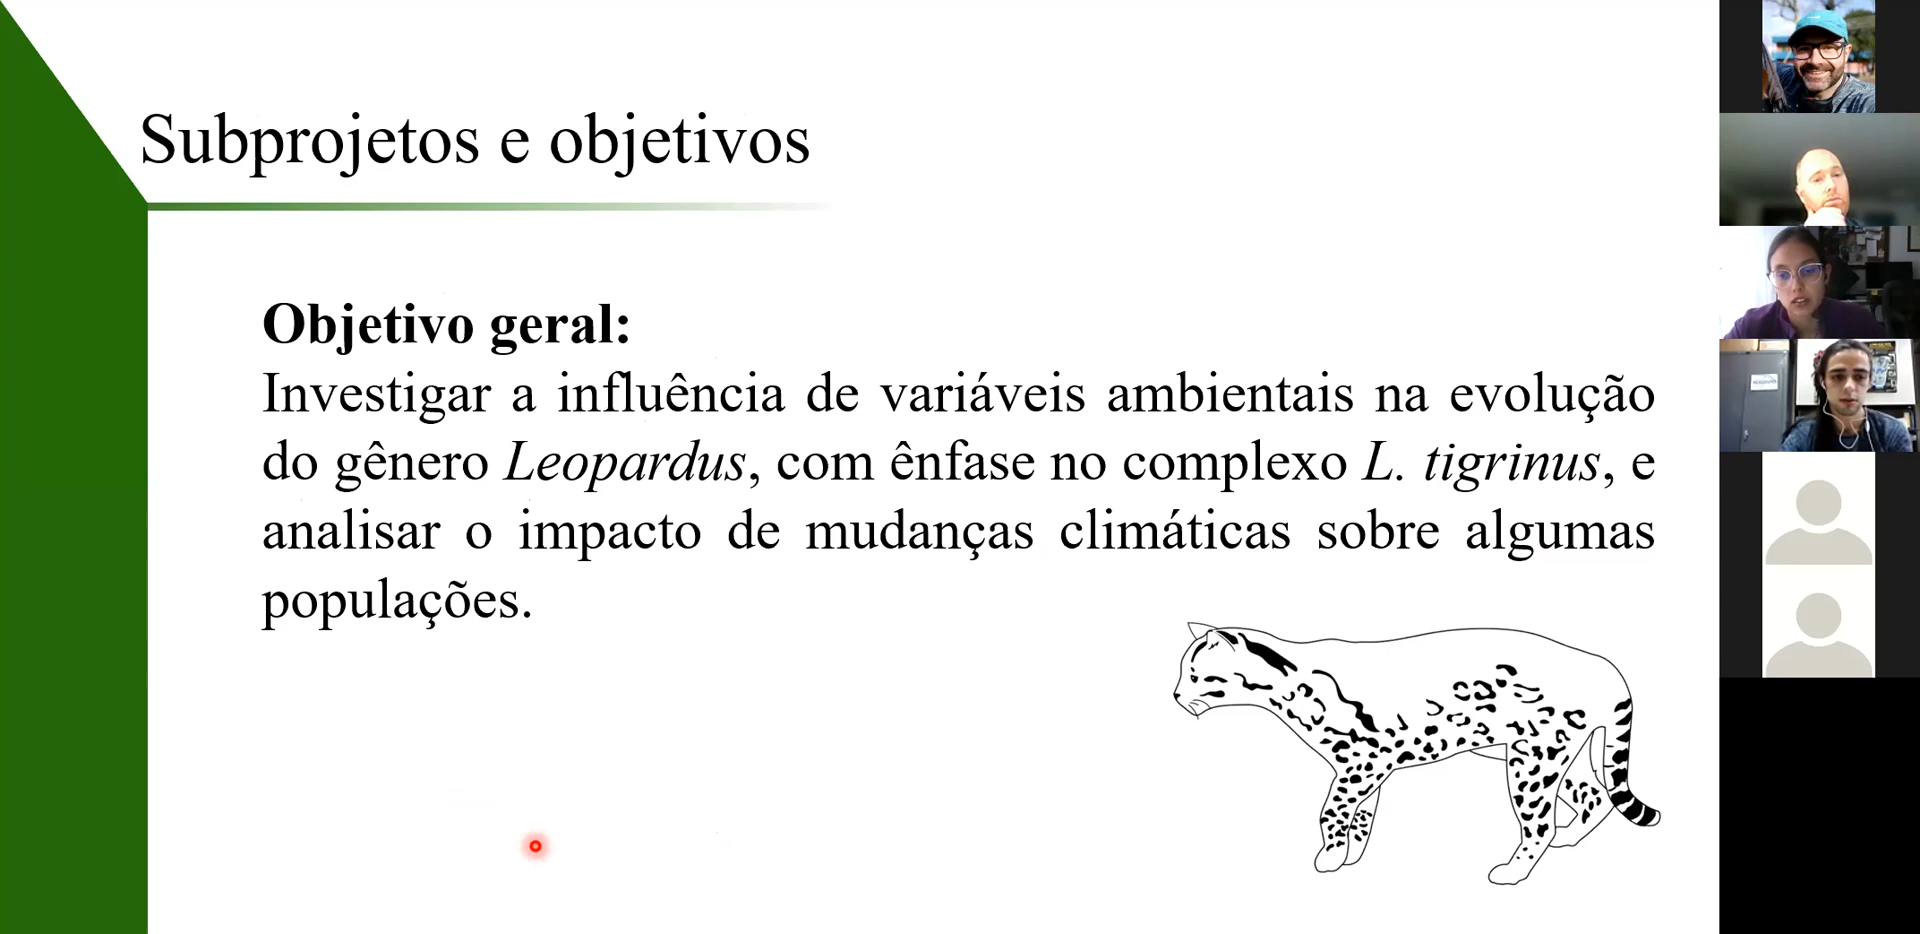 Subprojetos e objetivos
Objetivo geral:
Investigar a influência de variáveis ambientais na evolução
do gênero Leopardus, com ênfase no complexo L. tigrinus, e
analisar o impacto de mudanças climáticas sobre algumas
populações.